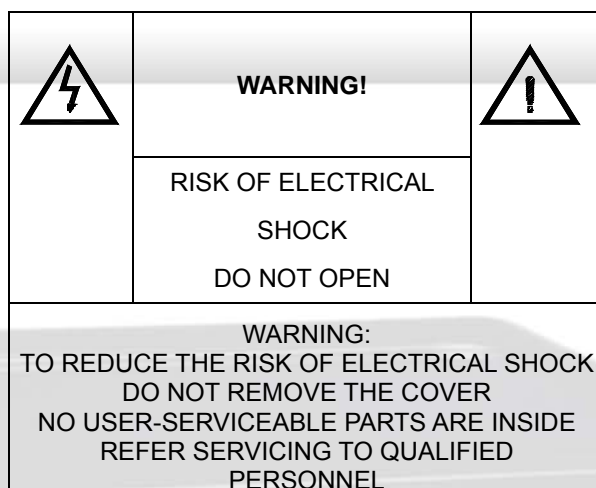 WARNING!
RISK OF ELECTRICAL
SHOCK
DO NOT OPEN
WARNING:
TO REDUCE THE RISK OF ELECTRICAL SHOCK
DO NOT REMOVE THE COVER
NO USER-SERVICEABLE PARTS ARE INSIDE
REFER SERVICING TO QUALIFIED
PERSONNEL